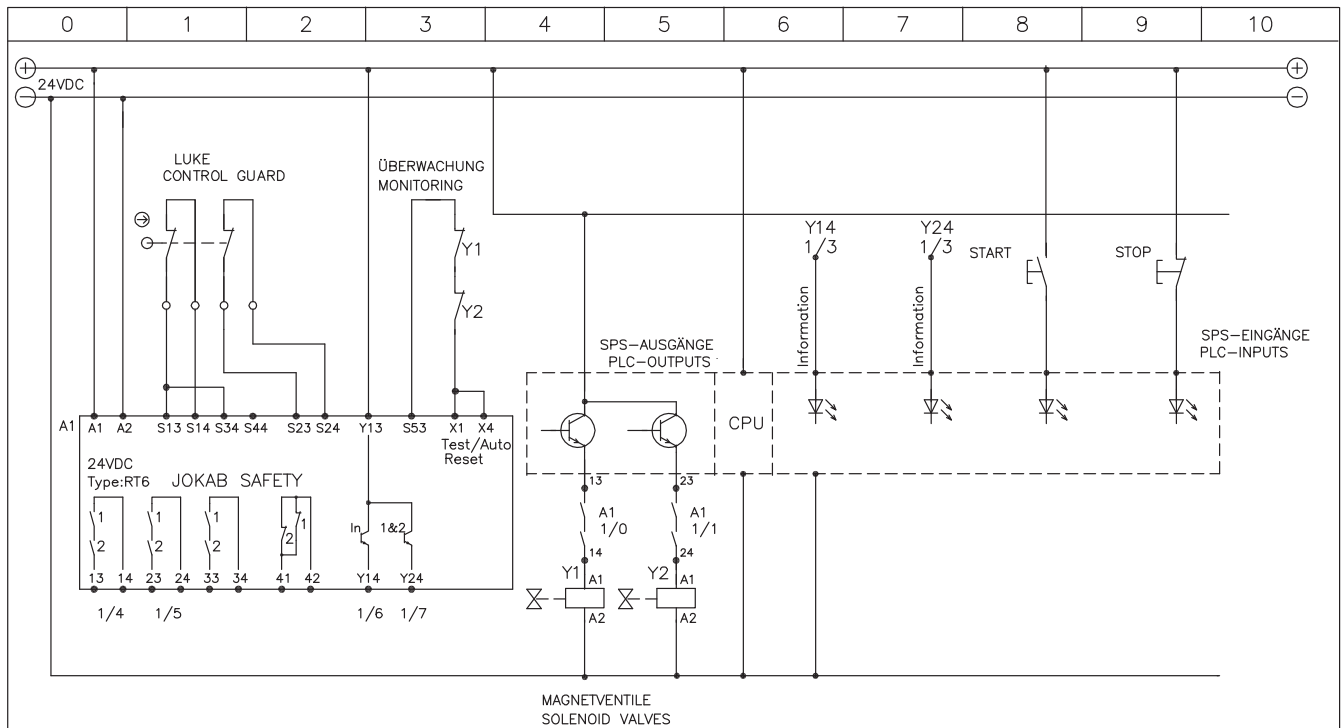 0 1 2 3 4 5 6 7 8 9 10
+ +
24VDC
− −
LUKE
CONTROL GUARD
ÜBERWACHUNG
MONITORING
Y1
Y2
Y14
1/3
Y24
1/3
START
STOP
Information
Information
SPS-AUSGÄNGE
PLC-OUTPUTS
SPS-EINGÄNGE
PLC-INPUTS
CPU
A1 A1 A2 S13 S14 S34 S44 S23 S24 Y13 S53 X1 X4
Test/Auto
Reset
24VDC
Type:RT6 JOKAB SAFETY
1 1 1 1
2 2 2 2
In 1&2
13 14 23 24 33 34 41 42 Y14 Y24
1/4 1/5 1/6 1/7
13 23
A1 A1
1/0 1/1
14 24
Y1 A1 Y2 A1
A2 A2
MAGNETVENTILE
SOLENOID VALVES